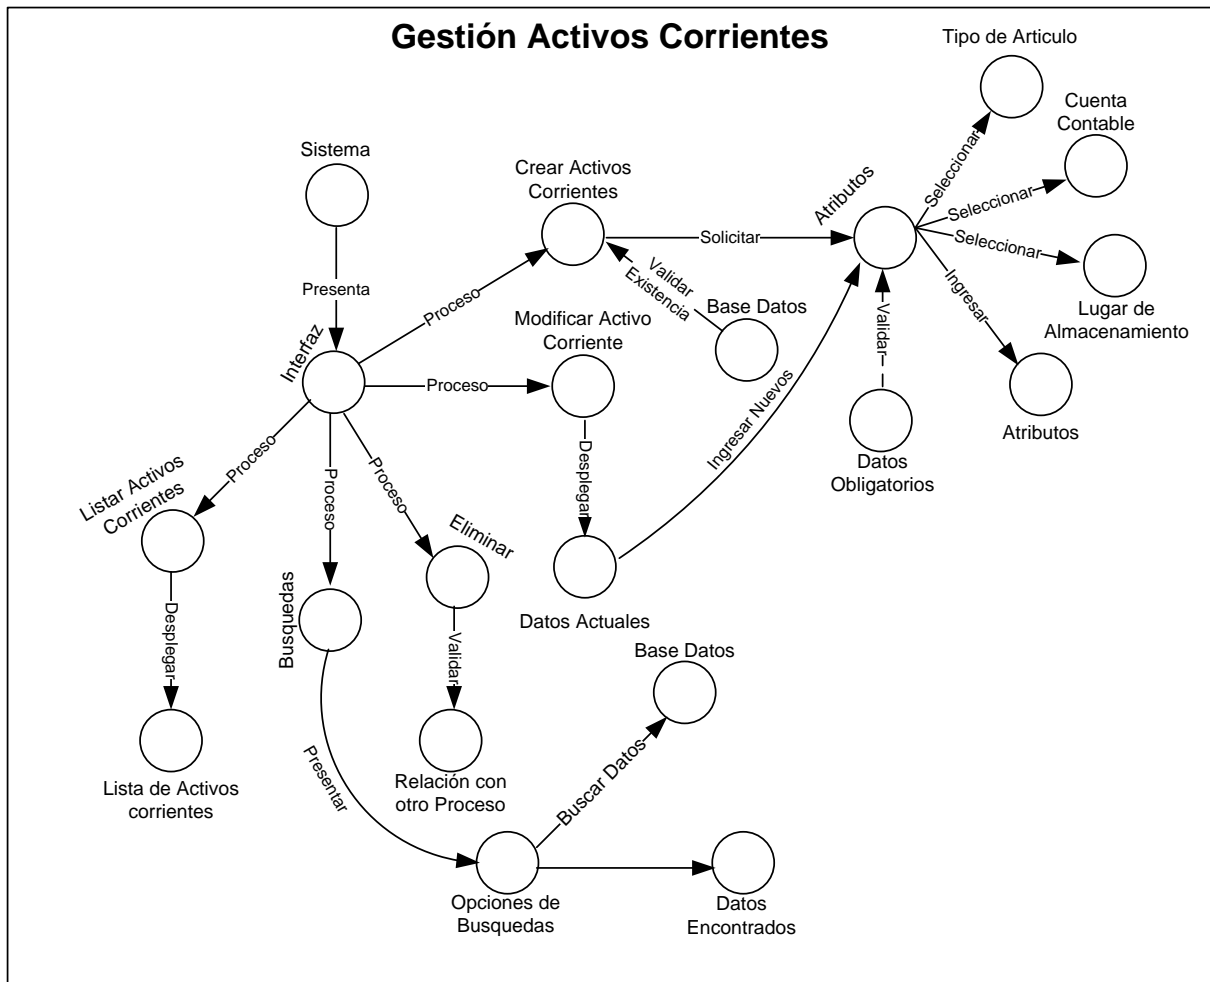 Gestión Activos Corrientes
Tipo de Articulo
Cuenta
Contable
Sistema
Crear Activos
Corrientes
Atributos
Seleccionar
Seleccionar
Seleccionar
Solicitar
Ingresar
Lugar de
Almacenamiento
Presenta
Validar
Existencia
Base Datos
Proceso
Interfaz
Modificar Activo
Corriente
Validar
Proceso
Ingresar Nuevos
Atributos
Datos
Obligatorios
Proceso
Proceso
Proceso
Desplegar
Listar Activos
Corrientes
Eliminar
Busquedas
Datos Actuales
Desplegar
Validar
Base Datos
Presentar
Buscar Datos
Lista de Activos
corrientes
Relación con
otro Proceso
Opciones de
Busquedas
Datos
Encontrados